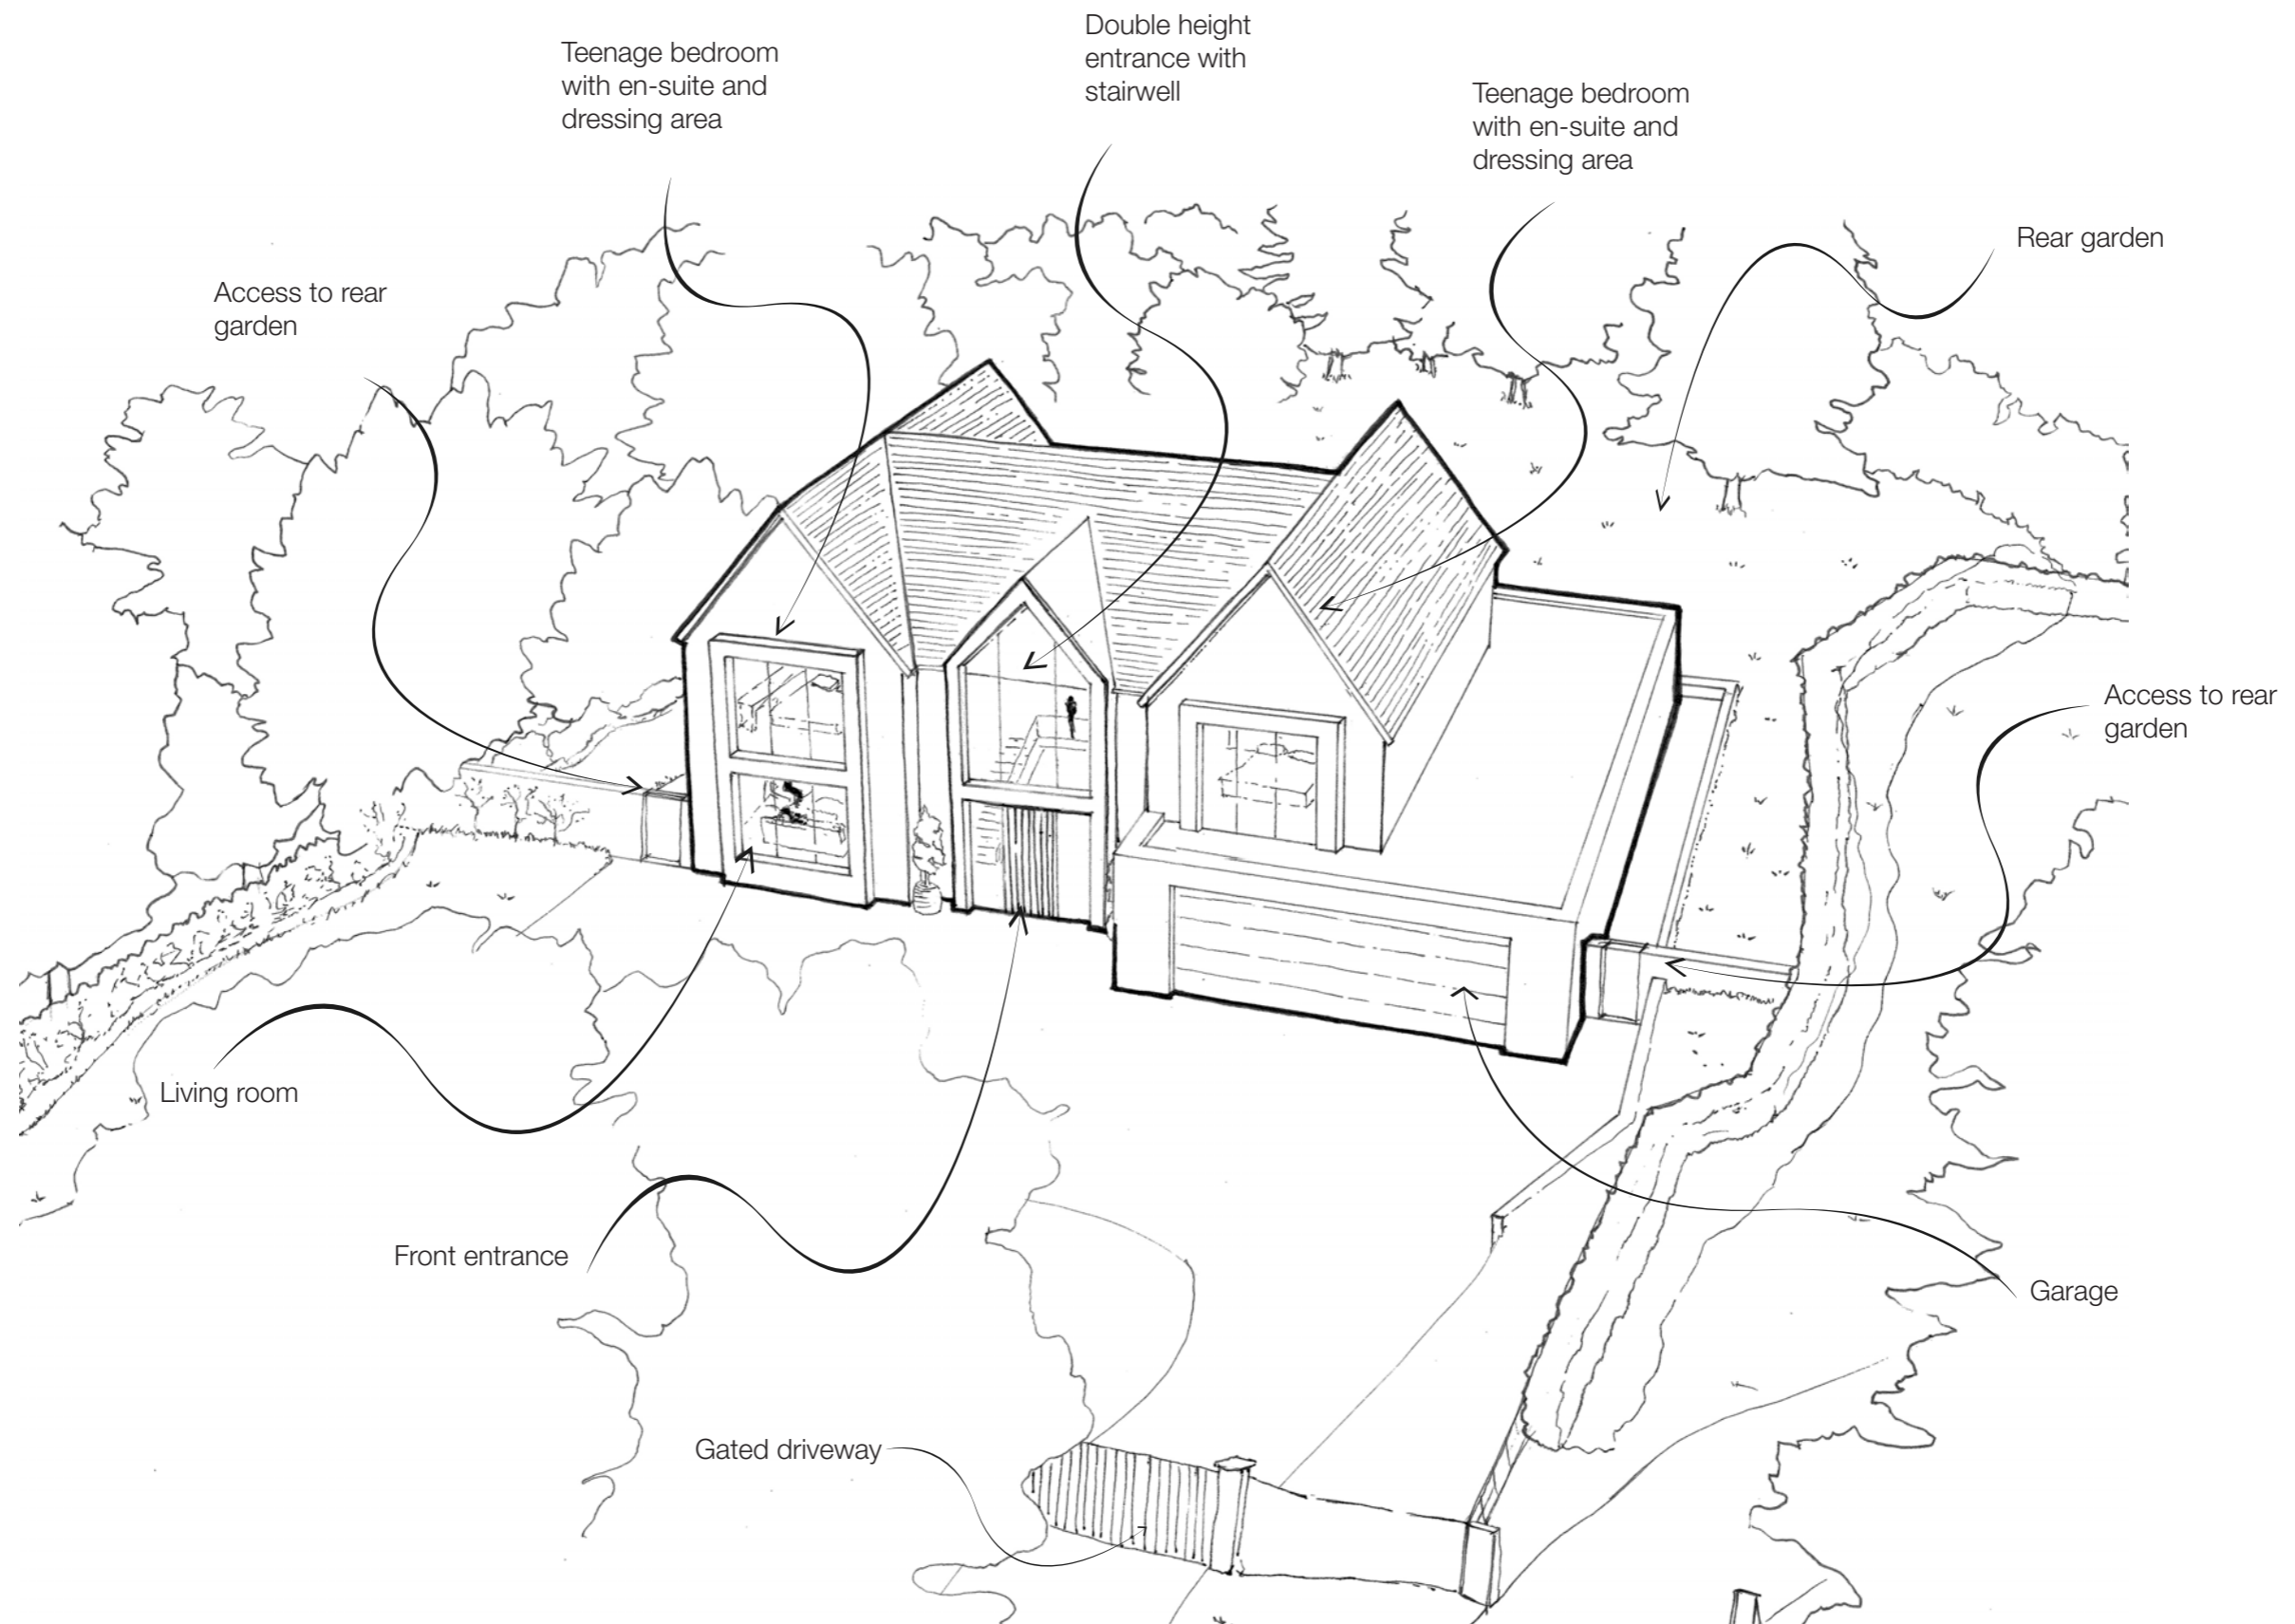 Double height
entrance with
stairwell
Teenage bedroom
with en-suite and
dressing area
Teenage bedroom
with en-suite and
dressing area
Rear garden
Access to rear
garden
Access to rear
garden
Living room
Front entrance
Garage
Gated driveway